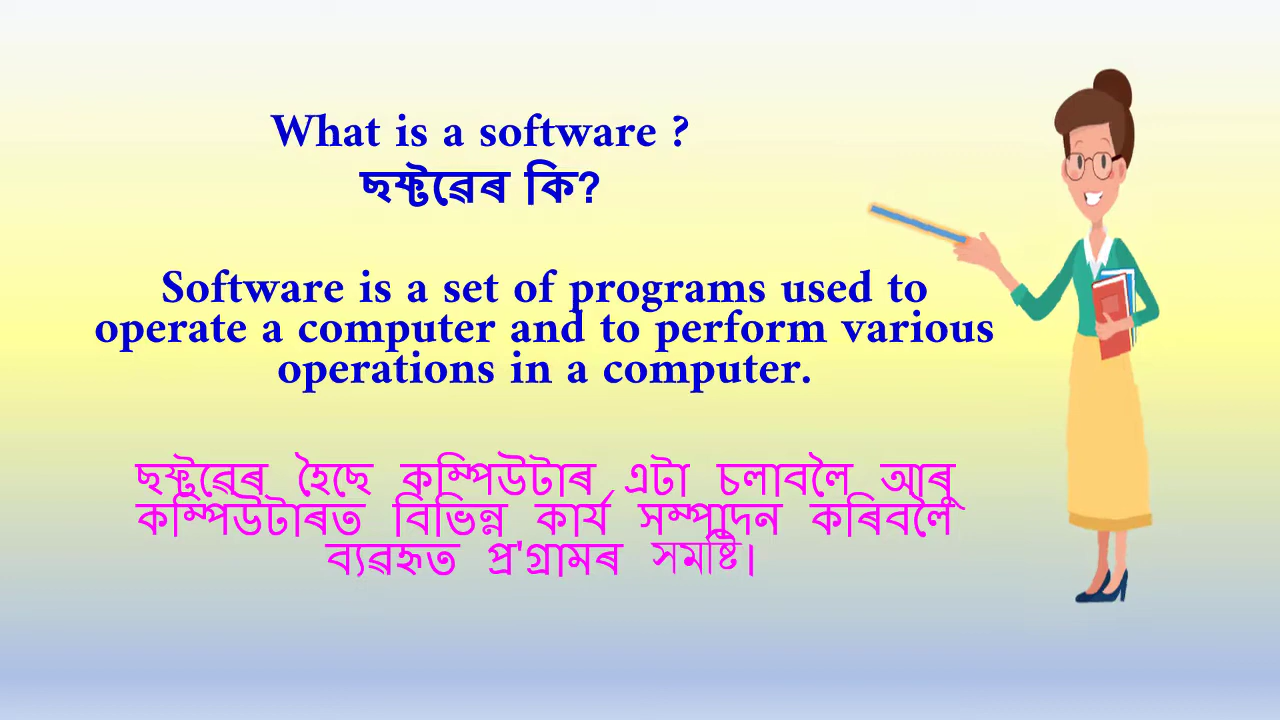 What is a software ?
ছফ্টৱেৰ কি?
Software is a set of programs used to
operate a computer and to perform various
operations in a computer.
ছফ্টৱেৰ হৈছে কম্পিউটাৰ এটা চলাবলৈ আৰু
কম্পিউটাৰত বিভিন্ন কাৰ্য সম্পাদন কৰিবলৈ
ব্যৱহৃত প্ৰ'গ্ৰামৰ সমষ্টি।